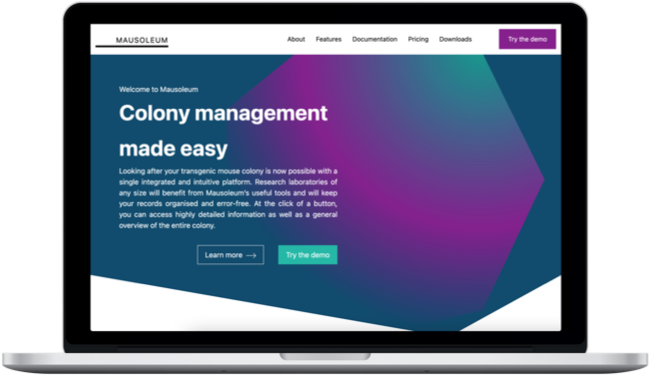 MAUSOLEUM
About Features Documentation Pricing Downloads Try the demo
Welcome to Mausoleum
Colony management
made easy
Looking after your transgenic mouse colony is now possible with a
single integrated and intuitive platform. Research laboratories of
any size will benefit from Mausoleum's useful tools and will keep
your records organised and error-free. At the click of a button,
you can access highly detailed information as well as a general
overview of the entire colony.
Learn more → Try the demo